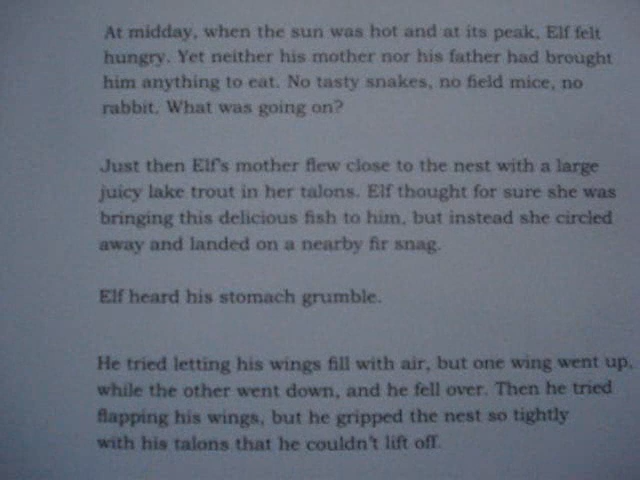 At midday, when the sun was hot and at its peak, Elf felt
hungry. Yet neither his mother nor his father had brought
him anything to eat. No tasty snakes, no field mice, no
rabbit. What was going on?
Just then Elf's mother flew close to the nest with a large
juicy lake trout in her talons. Elf thought for sure she was
bringing this delicious fish to him, but instead she circled
away and landed on a nearby fir snag.
Elf heard his stomach grumble.
He tried letting his wings fill with air, but one wing went up,
while the other went down, and he fell over. Then he tried
flapping his wings, but he gripped the nest so tightly
with his talons that he couldn't lift off.